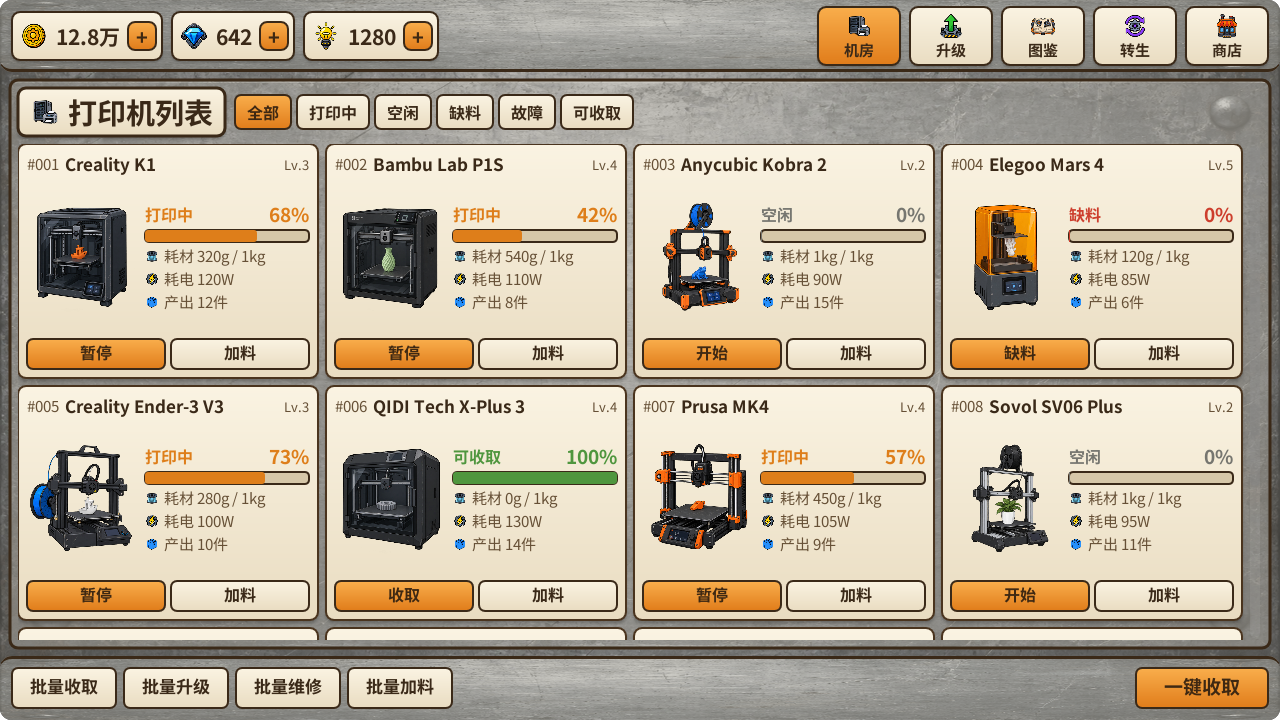 12.8万 + 642 + 1280 +
机房 升级 图鉴 转生 商店
打印机列表 全部 打印中 空闲 缺料 故障 可收取
#001 Creality K1 Lv.3
打印中 68%
耗材 320g / 1kg
耗电 120W
产出 12件
暂停 加料
#002 Bambu Lab P1S Lv.4
打印中 42%
耗材 540g / 1kg
耗电 110W
产出 8件
暂停 加料
#003 Anycubic Kobra 2 Lv.2
空闲 0%
耗材 1kg / 1kg
耗电 90W
产出 15件
开始 加料
#004 Elegoo Mars 4 Lv.5
缺料 0%
耗材 120g / 1kg
耗电 85W
产出 6件
缺料 加料
#005 Creality Ender-3 V3 Lv.3
打印中 73%
耗材 280g / 1kg
耗电 100W
产出 10件
暂停 加料
#006 QIDI Tech X-Plus 3 Lv.4
可收取 100%
耗材 0g / 1kg
耗电 130W
产出 14件
收取 加料
#007 Prusa MK4 Lv.4
打印中 57%
耗材 450g / 1kg
耗电 105W
产出 9件
暂停 加料
#008 Sovol SV06 Plus Lv.2
空闲 0%
耗材 1kg / 1kg
耗电 95W
产出 11件
开始 加料
批量收取 批量升级 批量维修 批量加料 一键收取